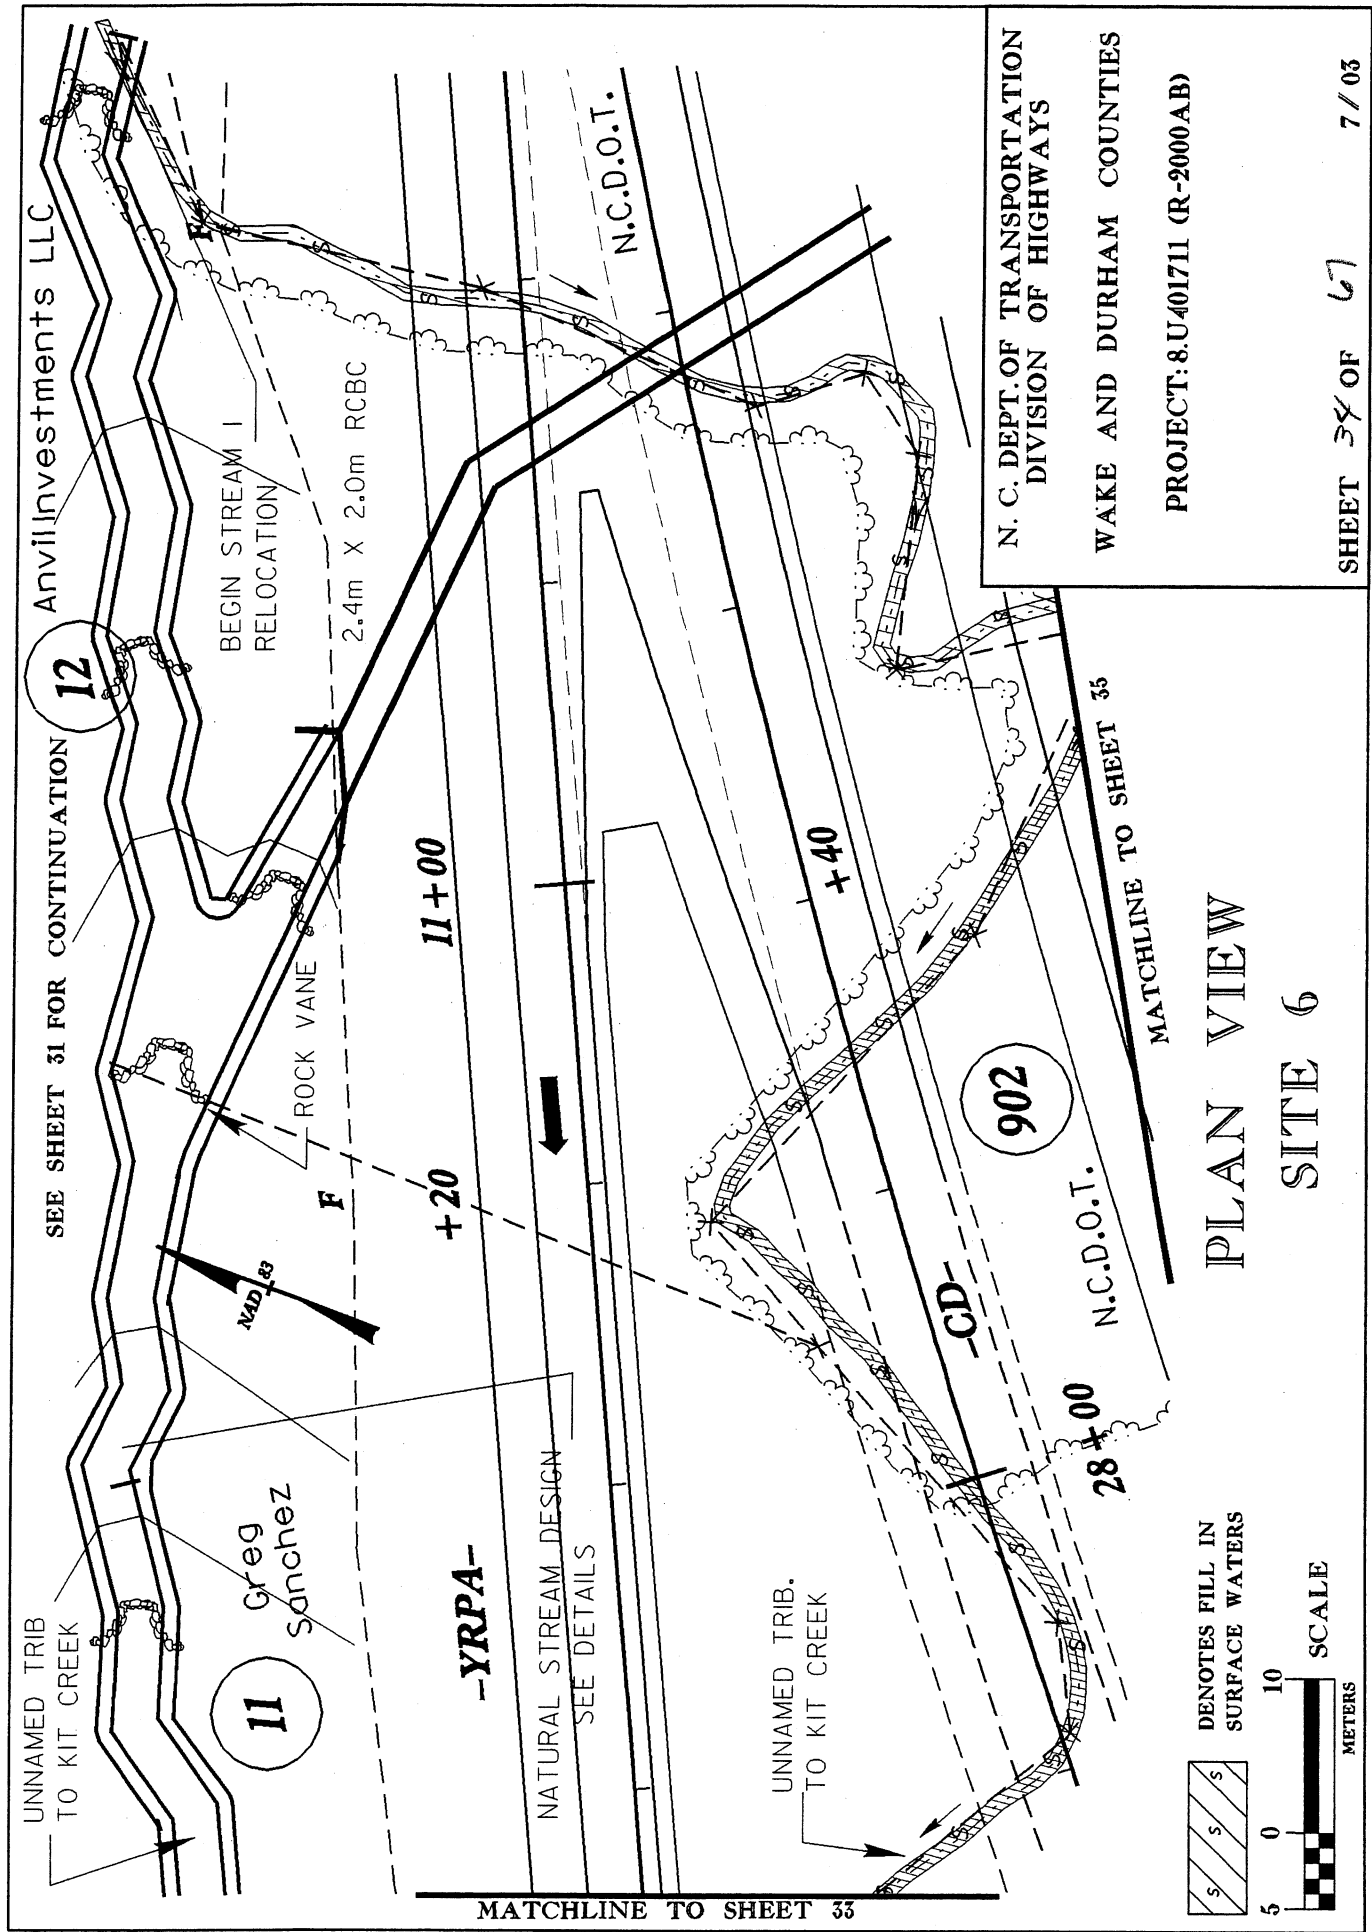 SEE SHEET 31 FOR CONTINUATION
12
Anvil Investments LLC
UNNAMED TRIB
TO KIT CREEK
11
Greg
Sanchez
NAD 83
F
ROCK VANE
BEGIN STREAM 1
RELOCATION
2.4m X 2.0m RCBC
F
-YRPA-
+20
11+00
NATURAL STREAM DESIGN
SEE DETAILS
N.C.D.O.T.
UNNAMED TRIB.
TO KIT CREEK
-CD-
+40
28+00
902
N.C.D.O.T.
MATCHLINE TO SHEET 33
MATCHLINE TO SHEET 35
DENOTES FILL IN
SURFACE WATERS
5 0 10
METERS
SCALE
PLAN VIEW
SITE 6
N. C. DEPT. OF TRANSPORTATION
DIVISION OF HIGHWAYS
WAKE AND DURHAM COUNTIES
PROJECT: 8.U401711 (R-2000AB)
SHEET 34 OF 67 7 / 03